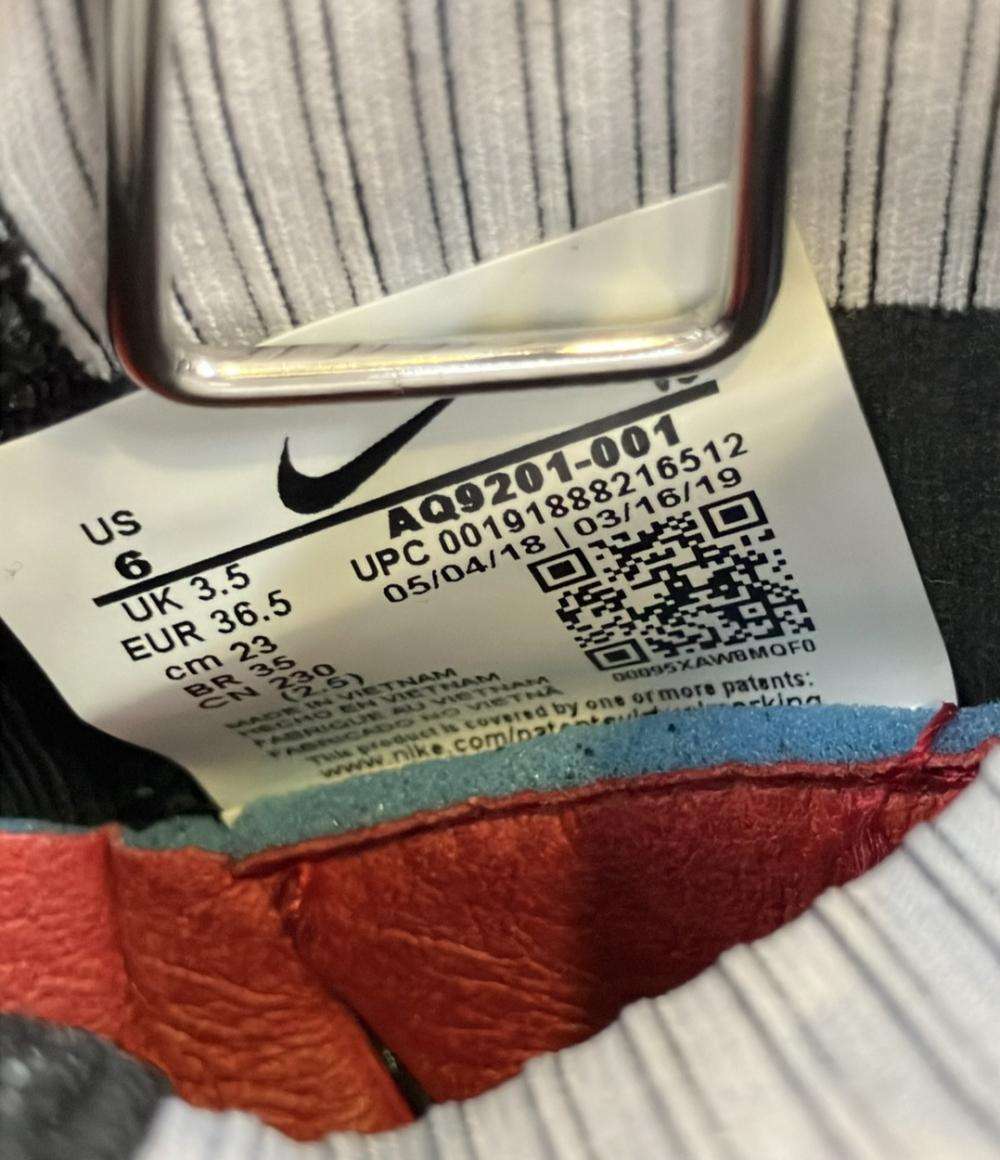 US
6
UK 3.5
EUR 36.5
cm 23
BR 35
CN 230
(2.5)
AQ9201-001
UPC 00191888216512
05/04/18 | 03/16/19
00095XAW8MQF0
MADE IN VIETNAM
HECHO EN VIETNAM
FABRIQUE AU VIETNAM
FABRICADO NO VIETNÃ
This product is covered by one or more patents:
www.nike.com/patents